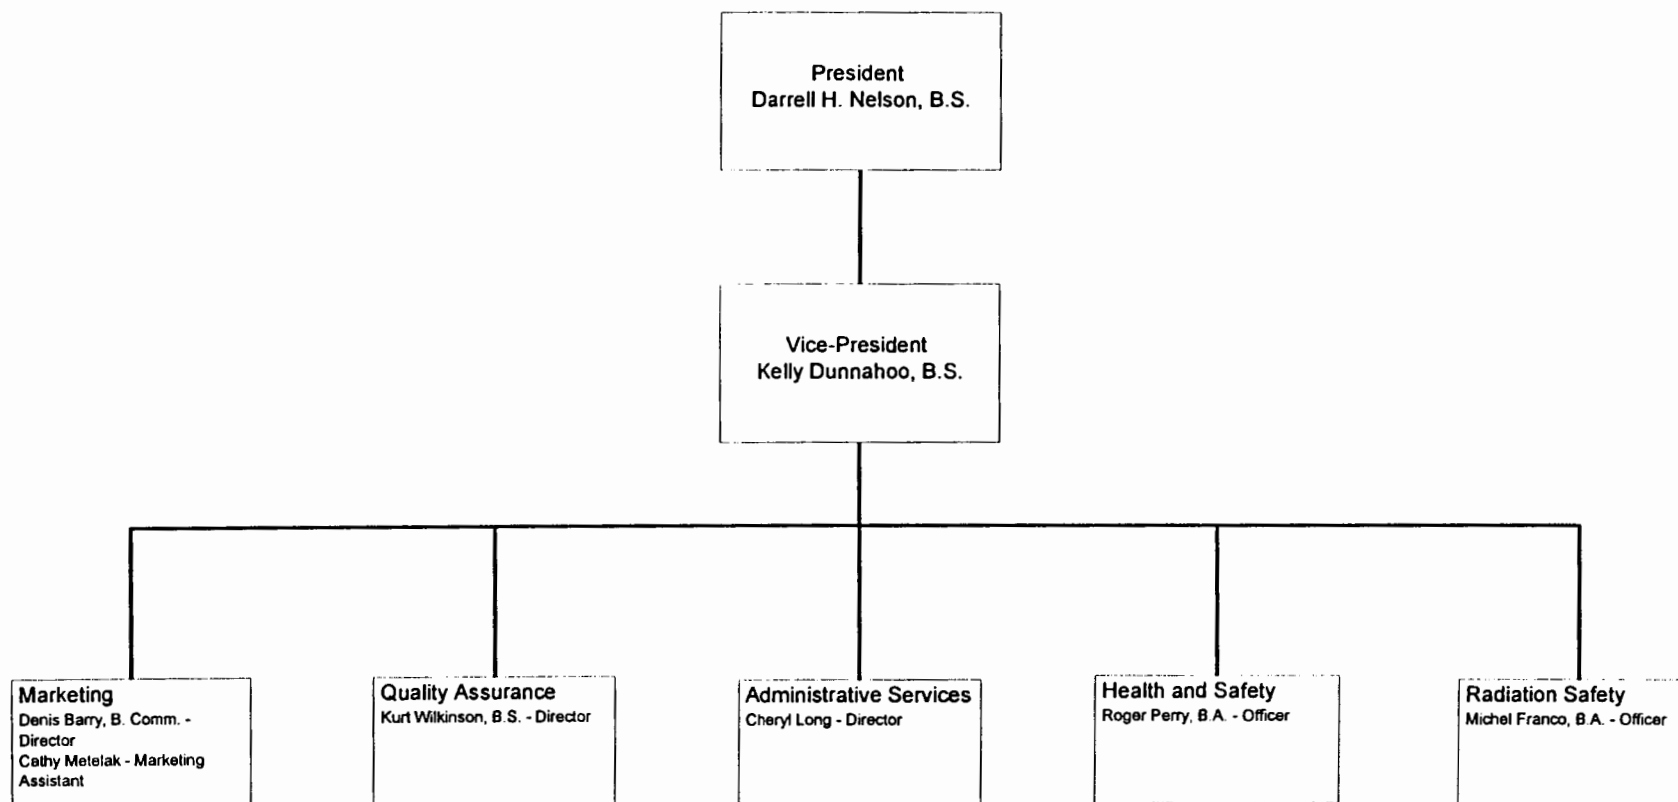 President
Darrell H. Nelson, B.S.
Vice-President
Kelly Dunnahoo, B.S.
Marketing
Denis Barry, B. Comm. -
Director
Cathy Metelak - Marketing
Assistant
Quality Assurance
Kurt Wilkinson, B.S. - Director
Administrative Services
Cheryl Long - Director
Health and Safety
Roger Perry, B.A. - Officer
Radiation Safety
Michel Franco, B.A. - Officer